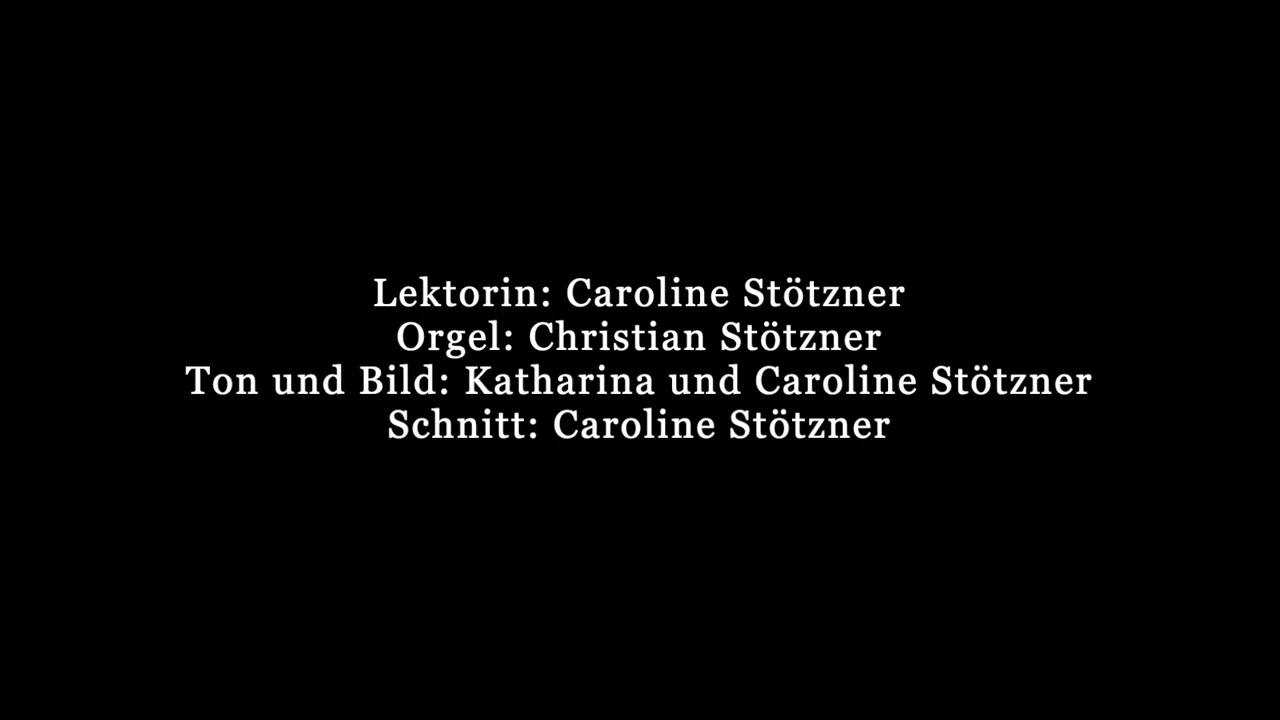 Lektorin: Caroline Stötzner
Orgel: Christian Stötzner
Ton und Bild: Katharina und Caroline Stötzner
Schnitt: Caroline Stötzner